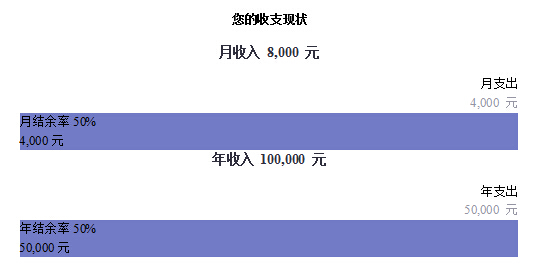 您的收支现状
月收入 8,000 元
月支出
4,000 元
月结余率 50%
4,000 元
年收入 100,000 元
年支出
50,000 元
年结余率 50%
50,000 元